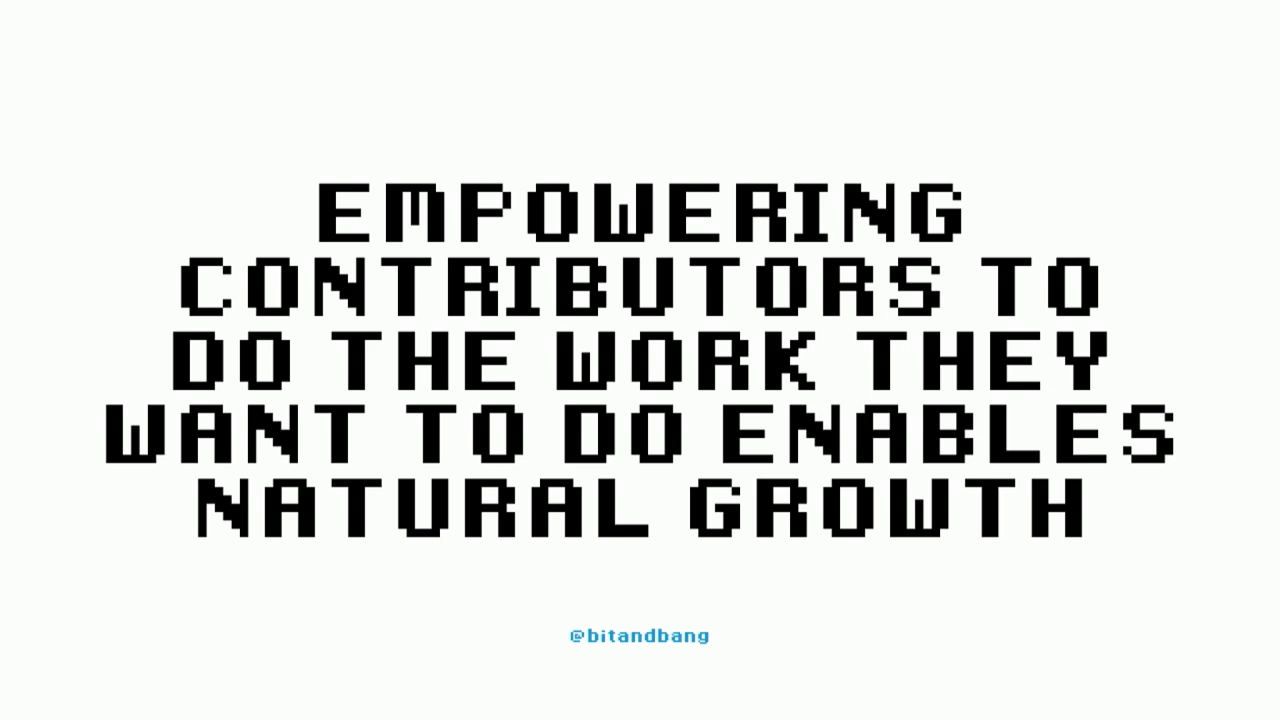 EMPOWERING
CONTRIBUTORS TO
DO THE WORK THEY
WANT TO DO ENABLES
NATURAL GROWTH
@bitandbang